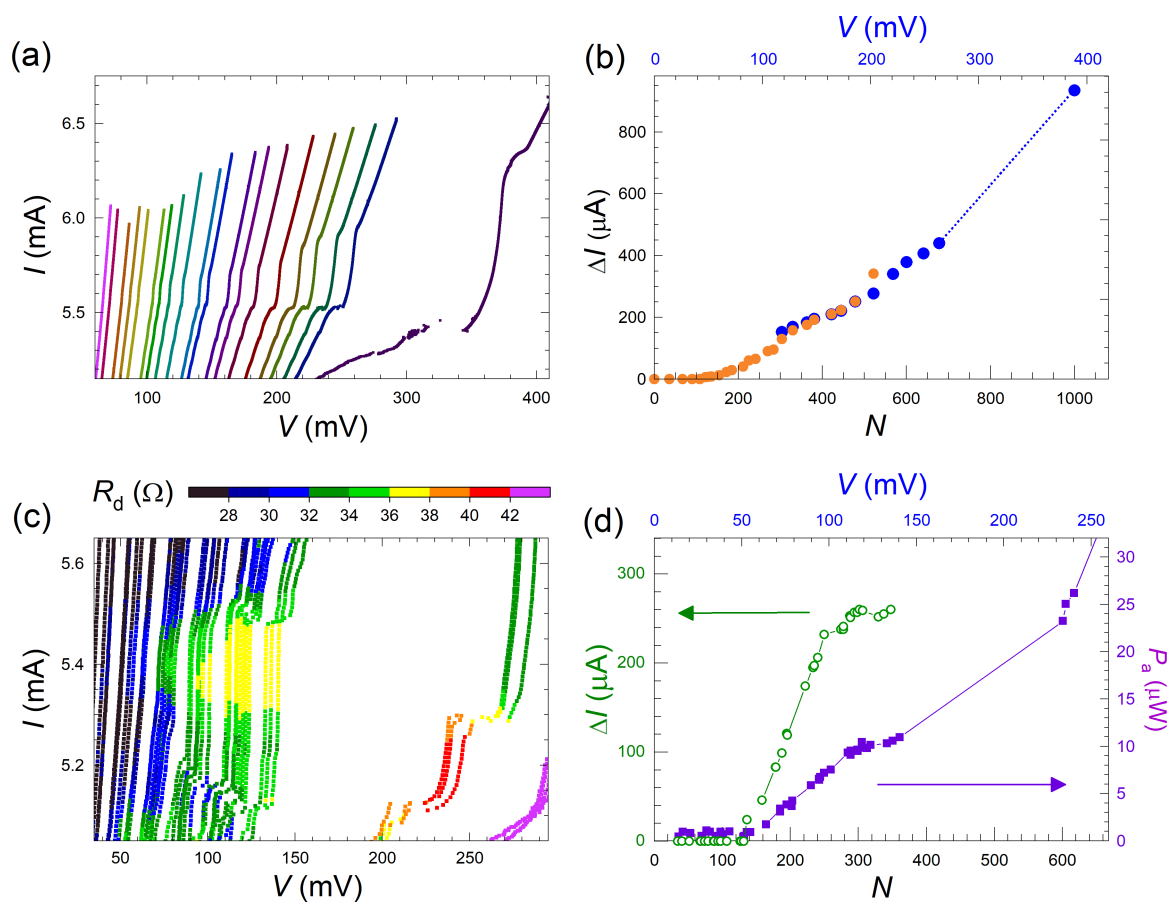 (a)
I (mA)
6.5
6.0
5.5
100 200 300 400
V (mV)
(b)
V (mV)
0 100 200 300 400
ΔI (μA)
800
600
400
200
0
0 200 400 600 800 1000
N
(c)
R_d (Ω)
28 30 32 34 36 38 40 42
I (mA)
5.6
5.4
5.2
50 100 150 200 250
V (mV)
(d)
V (mV)
0 50 100 150 200 250
ΔI (μA)
300
200
100
0
30
25
20
15
10
5
0
P_a (μW)
0 100 200 300 400 500 600
N